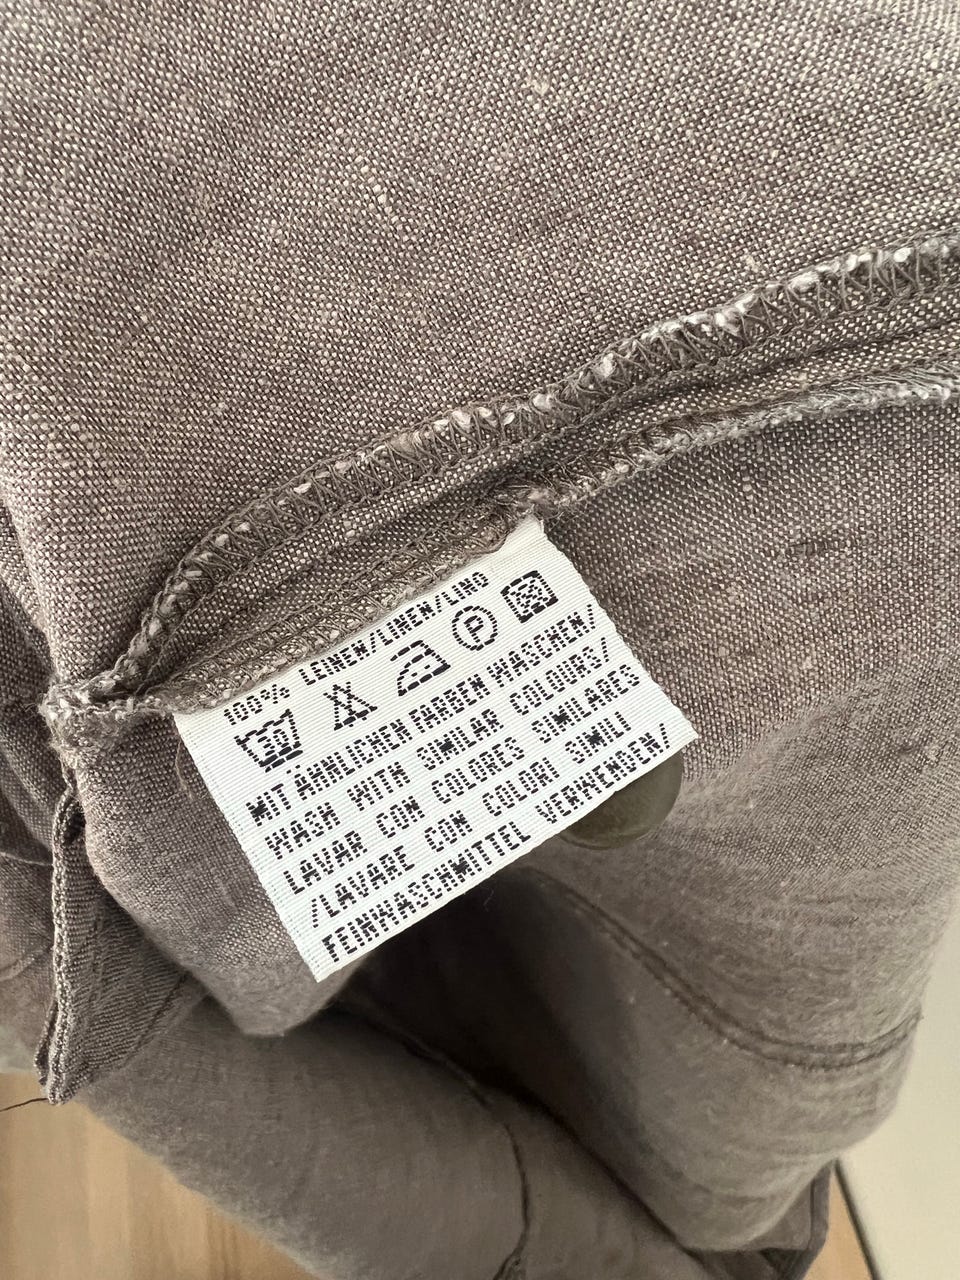 100% LEINEN/LINEN/LINO
P
MIT ÄHNLICHEN FARBEN WASCHEN/
WASH WITH SIMILAR COLOURS/
LAVAR CON COLORES SIMILARES
/LAVARE CON COLORI SIMILI
FEINWASCHMITTEL VERWENDEN/